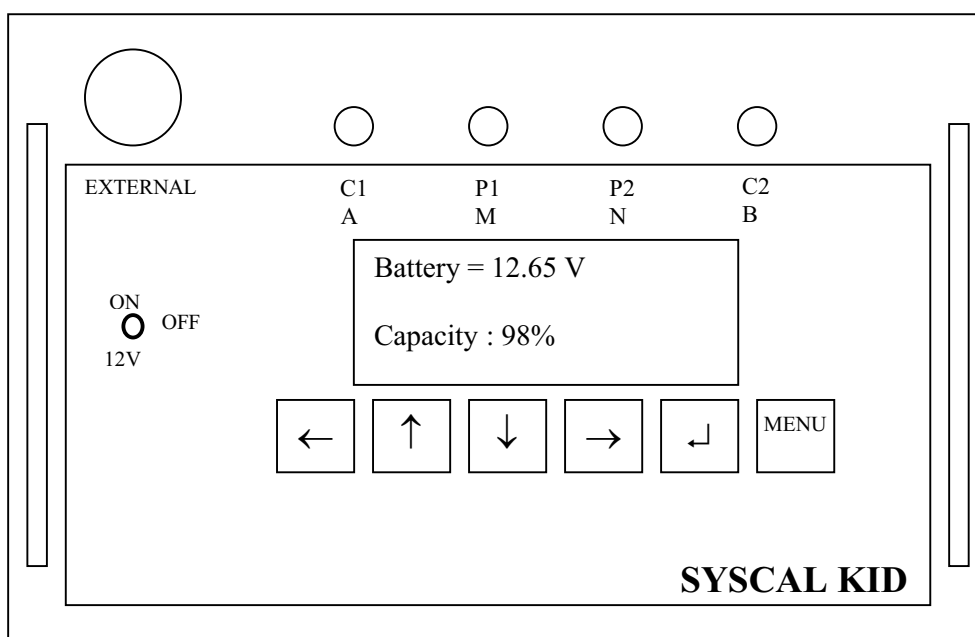 EXTERNAL C1 P1 P2 C2
A M N B
Battery = 12.65 V
ON
OFF
Capacity : 98%
12V
← ↑ ↓ → ↵ MENU
SYSCAL KID